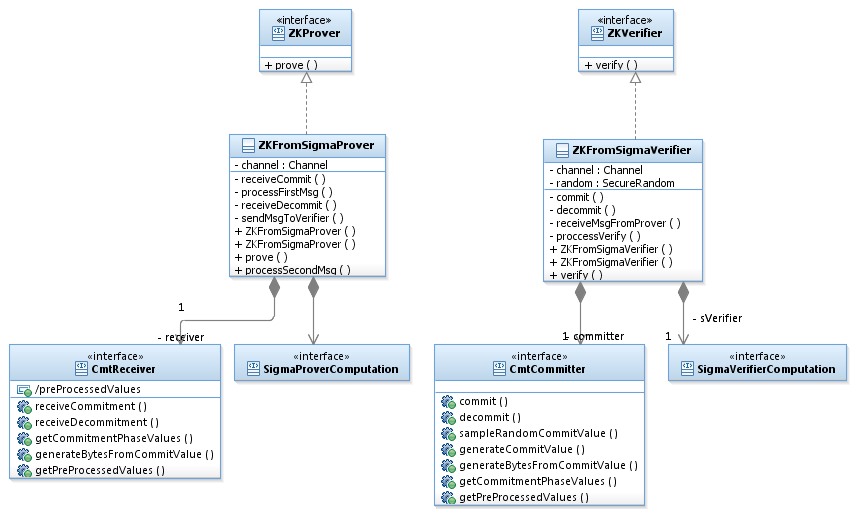 «interface»
ZKProver
+ prove ( )
«interface»
ZKVerifier
+ verify ( )
ZKFromSigmaProver
- channel : Channel
- receiveCommit ( )
- processFirstMsg ( )
- receiveDecommit ( )
- sendMsgToVerifier ( )
+ ZKFromSigmaProver ( )
+ ZKFromSigmaProver ( )
+ prove ( )
+ processSecondMsg ( )
ZKFromSigmaVerifier
- channel : Channel
- random : SecureRandom
- commit ( )
- decommit ( )
- receiveMsgFromProver ( )
- proccessVerify ( )
+ ZKFromSigmaVerifier ( )
+ ZKFromSigmaVerifier ( )
+ verify ( )
1
- receiver
1
- committer
- sVerifier
1
«interface»
CmtReceiver
/preProcessedValues
receiveCommitment ( )
receiveDecommitment ( )
getCommitmentPhaseValues ( )
generateBytesFromCommitValue ( )
getPreProcessedValues ( )
«interface»
SigmaProverComputation
«interface»
CmtCommitter
commit ( )
decommit ( )
sampleRandomCommitValue ( )
generateCommitValue ( )
generateBytesFromCommitValue ( )
getCommitmentPhaseValues ( )
getPreProcessedValues ( )
«interface»
SigmaVerifierComputation